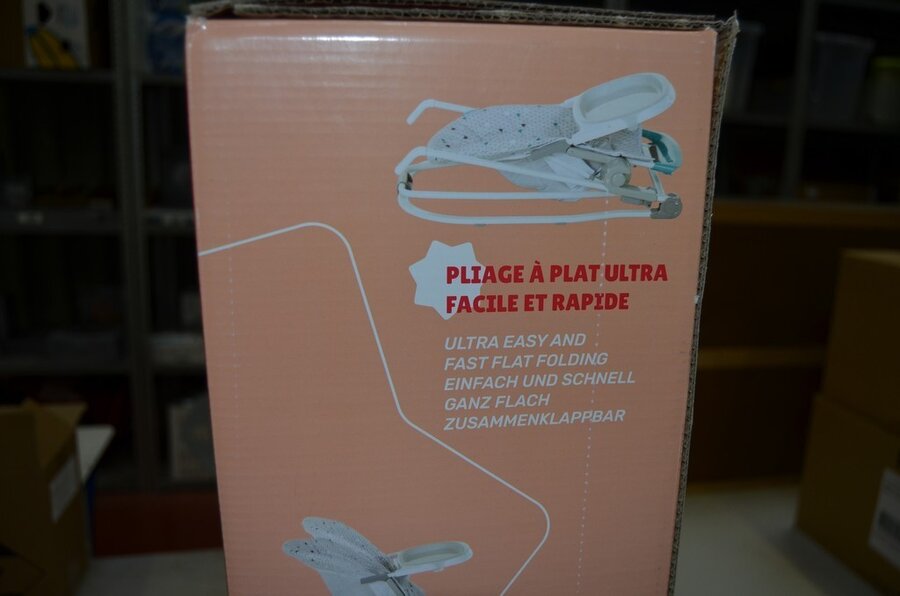 PLIAGE À PLAT ULTRA
FACILE ET RAPIDE
ULTRA EASY AND
FAST FLAT FOLDING
EINFACH UND SCHNELL
GANZ FLACH
ZUSAMMENKLAPPBAR